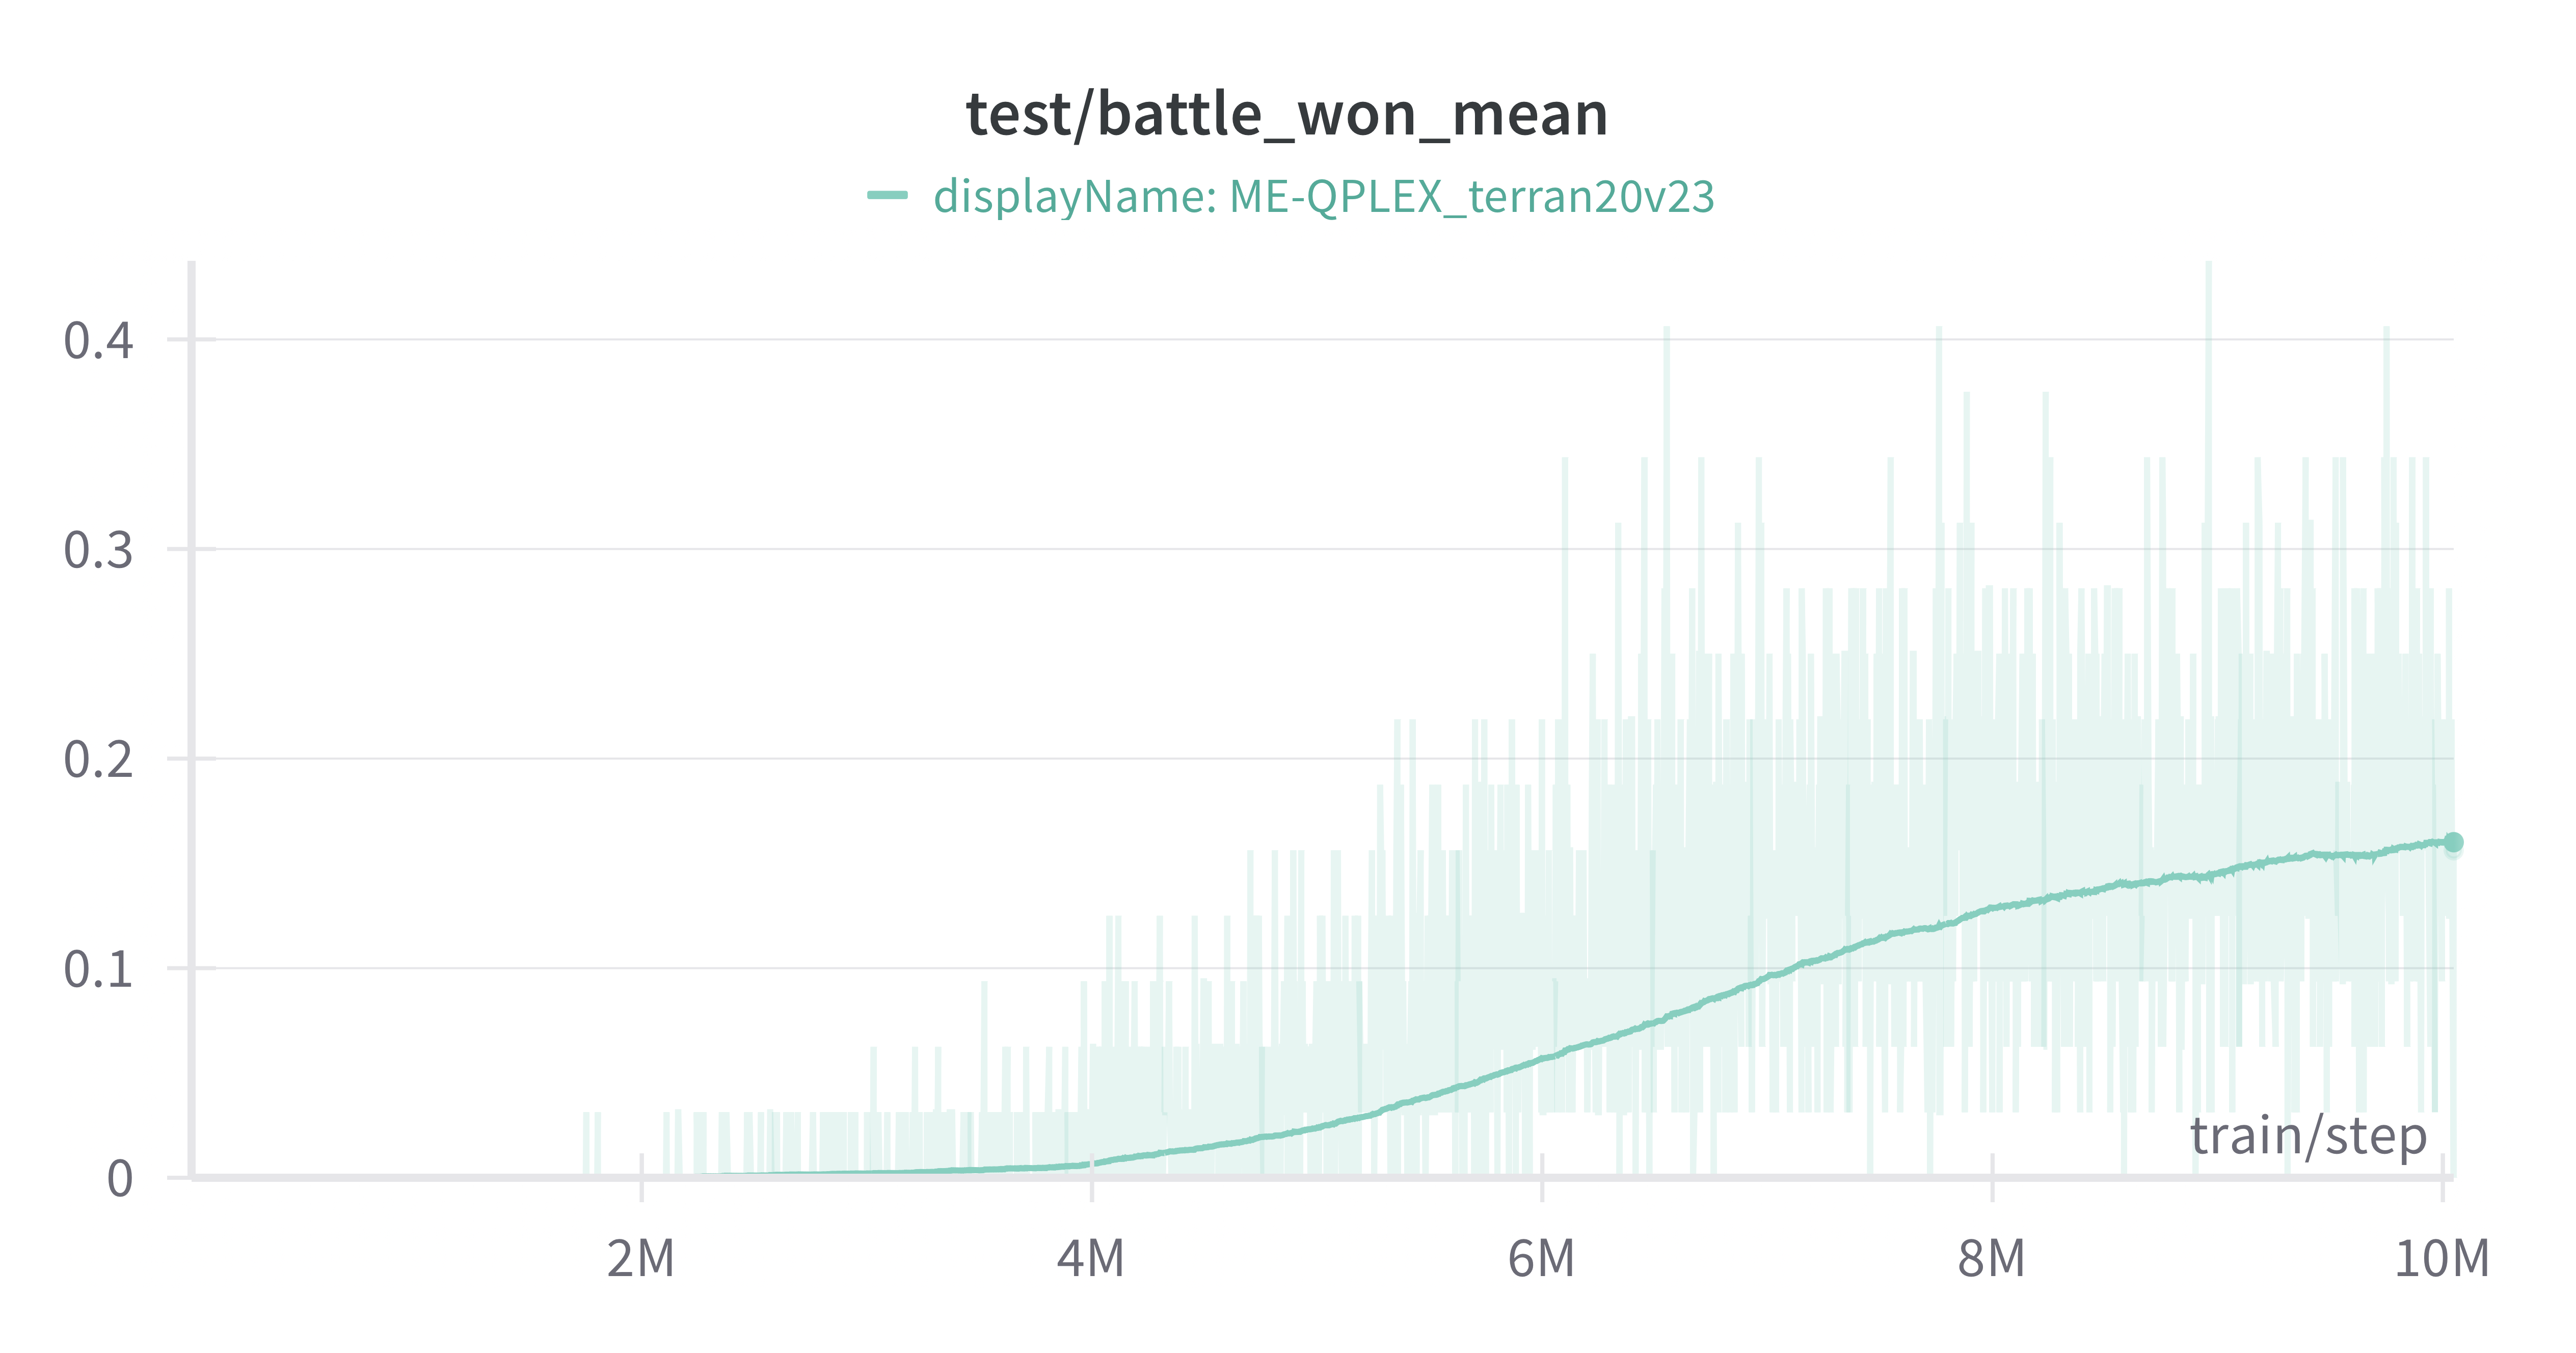 test/battle_won_mean
displayName: ME-QPLEX_terran20v23
0.4
0.3
0.2
0.1
0
train/step
2M
4M
6M
8M
10M